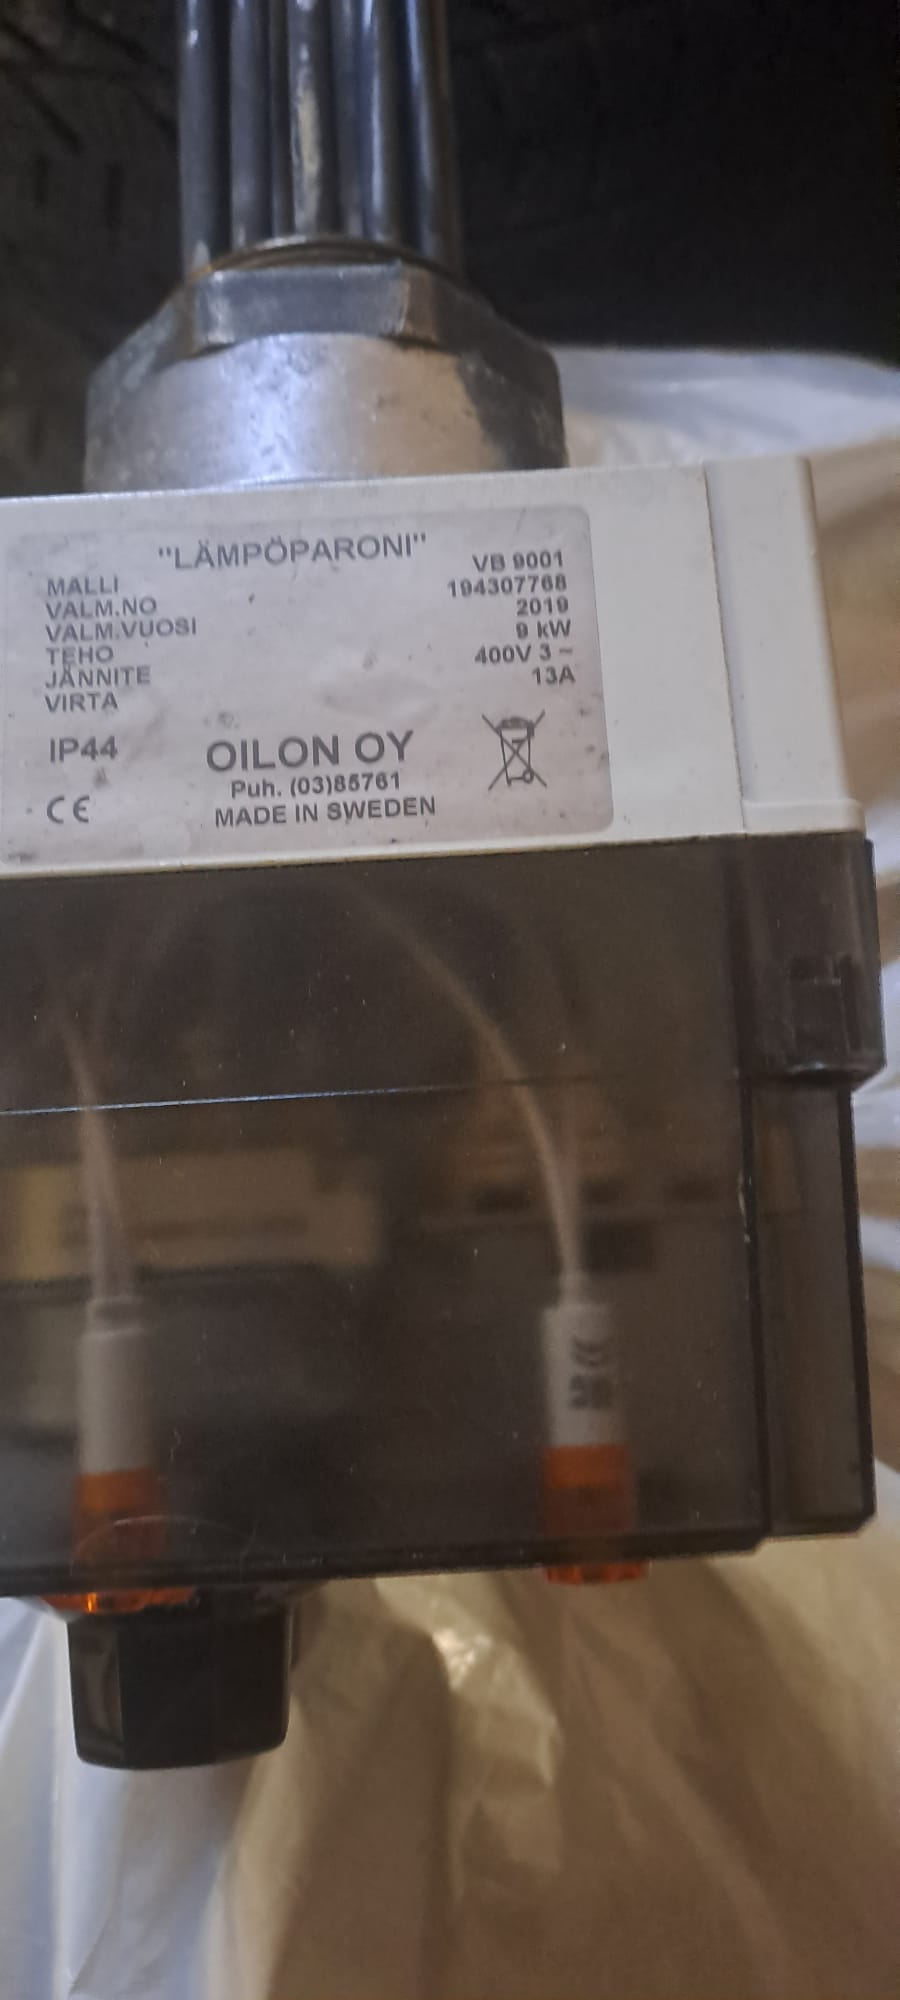 "LÄMPÖPARONI"
MALLI VB 9001
VALM.NO 194307768
VALM.VUOSI 2019
TEHO 9 kW
JÄNNITE 400V 3 ~
VIRTA 13A
IP44 OILON OY
Puh. (03)85761
CE MADE IN SWEDEN